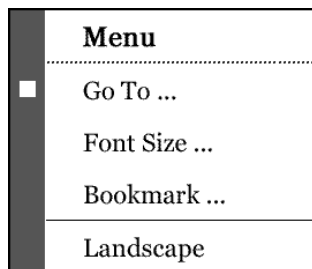 Menu
Go To ...
Font Size ...
Bookmark ...
Landscape